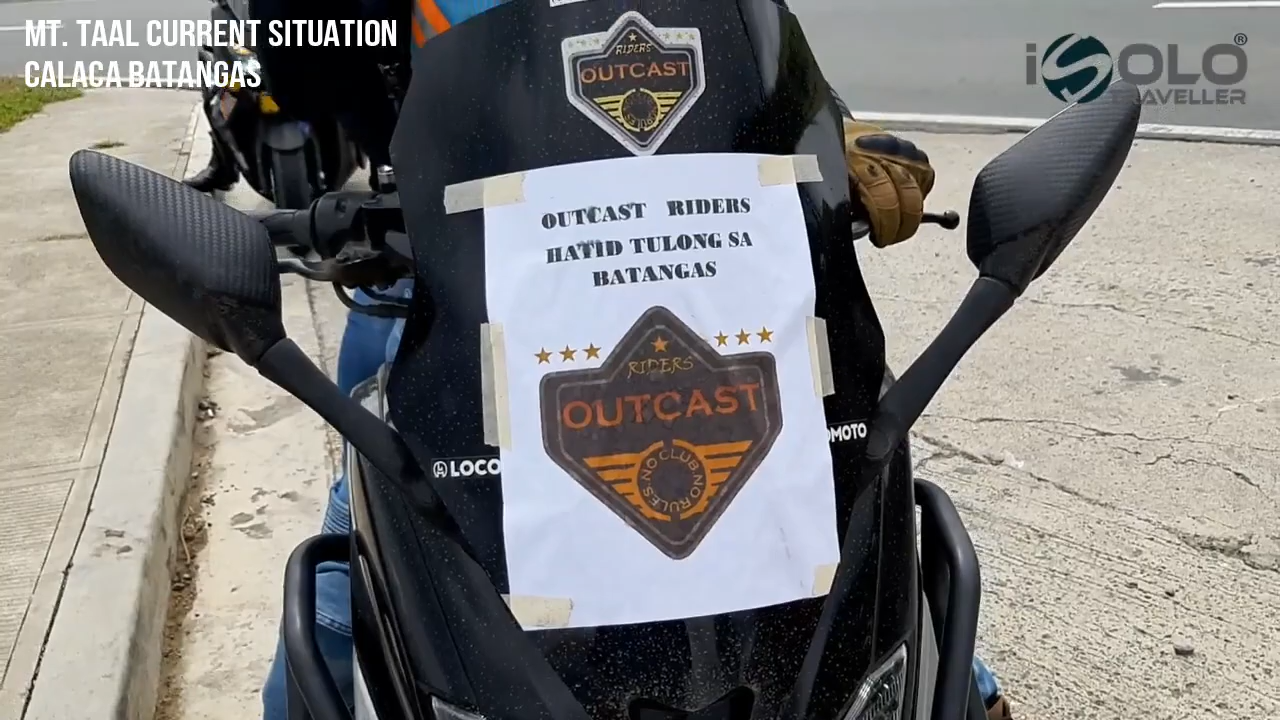 MT. TAAL CURRENT SITUATION
CALACA BATANGAS
iSOLO®
RIDERS
OUTCAST
OUTCAST RIDERS
HATID TULONG SA
BATANGAS
RIDERS
OUTCAST
NO CLUB NO RULES
LOCO
MOTO